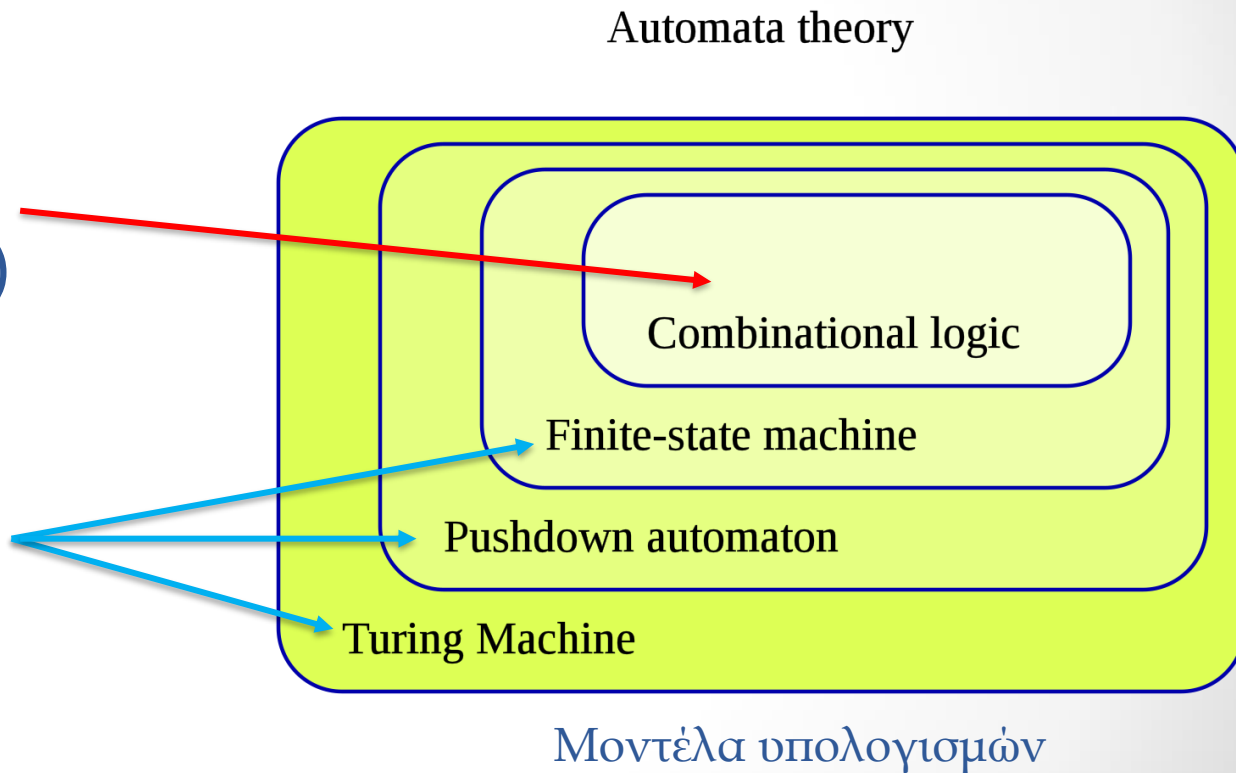 Automata theory
)
Combinational logic
Finite-state machine
Pushdown automaton
Turing Machine
Μοντέλα υπολογισμών